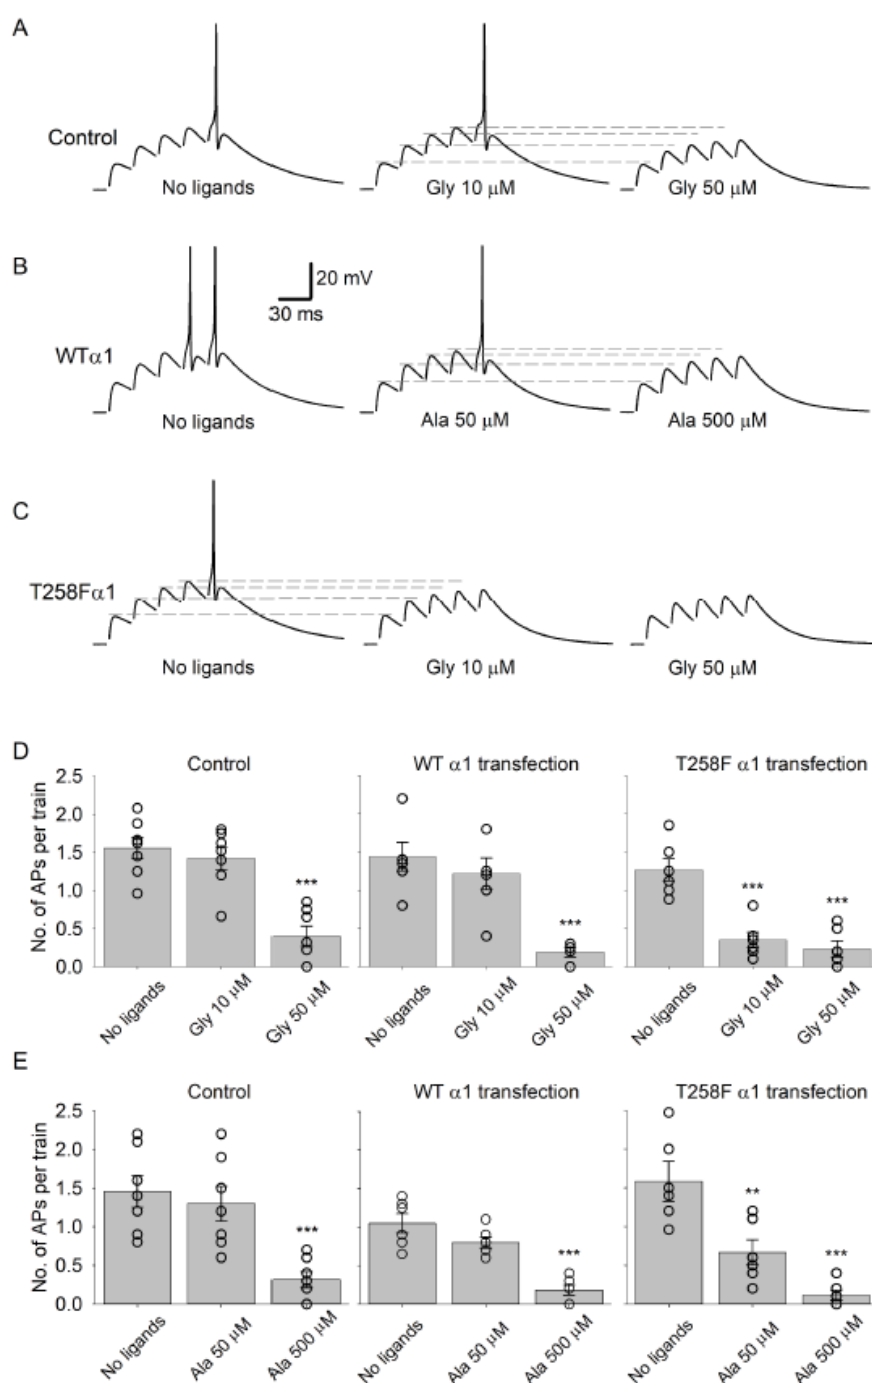 A
Control
No ligands
Gly 10 μM
Gly 50 μM
B
20 mV
30 ms
WTα1
No ligands
Ala 50 μM
Ala 500 μM
C
T258Fα1
No ligands
Gly 10 μM
Gly 50 μM
D
Control
WT α1 transfection
T258F α1 transfection
No. of APs per train
2.5
2.0
1.5
1.0
0.5
0.0
***
***
***
***
No ligands
Gly 10 μM
Gly 50 μM
No ligands
Gly 10 μM
Gly 50 μM
No ligands
Gly 10 μM
Gly 50 μM
E
Control
WT α1 transfection
T258F α1 transfection
No. of APs per train
2.5
2.0
1.5
1.0
0.5
0.0
***
***
**
***
No ligands
Ala 50 μM
Ala 500 μM
No ligands
Ala 50 μM
Ala 500 μM
No ligands
Ala 50 μM
Ala 500 μM